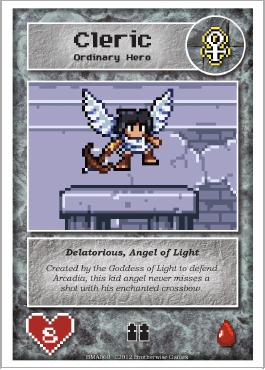 Cleric
Ordinary Hero
Delatorious, Angel of Light
Created by the Goddess of Light to defend
Arcadia, this kid angel never misses a
shot with his enchanted crossbow.
8
©2012 Brotherwise Games